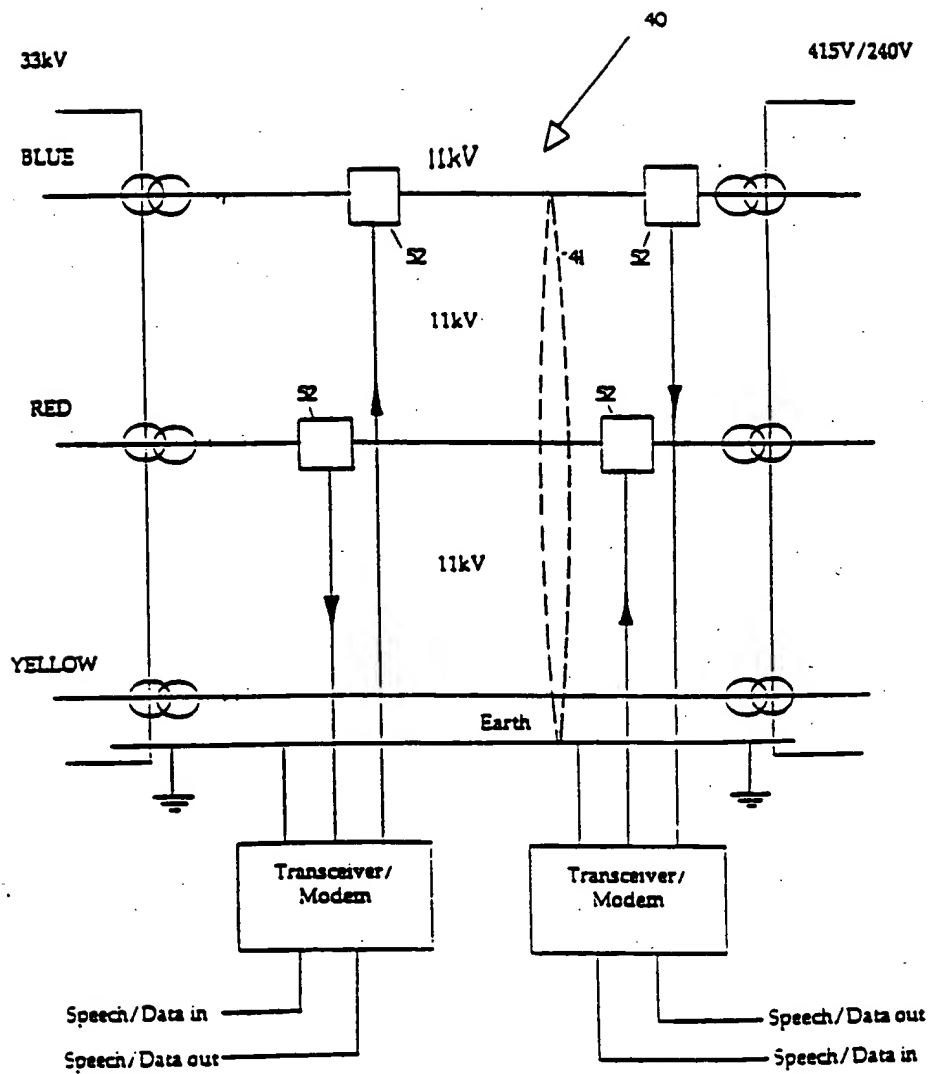 40
33kV
415V/240V
BLUE
11kV
52
52
41
11kV
RED
52
52
11kV
YELLOW
Earth
Transceiver/
Modem
Transceiver/
Modem
Speech/Data in
Speech/Data out
Speech/Data out
Speech/Data in